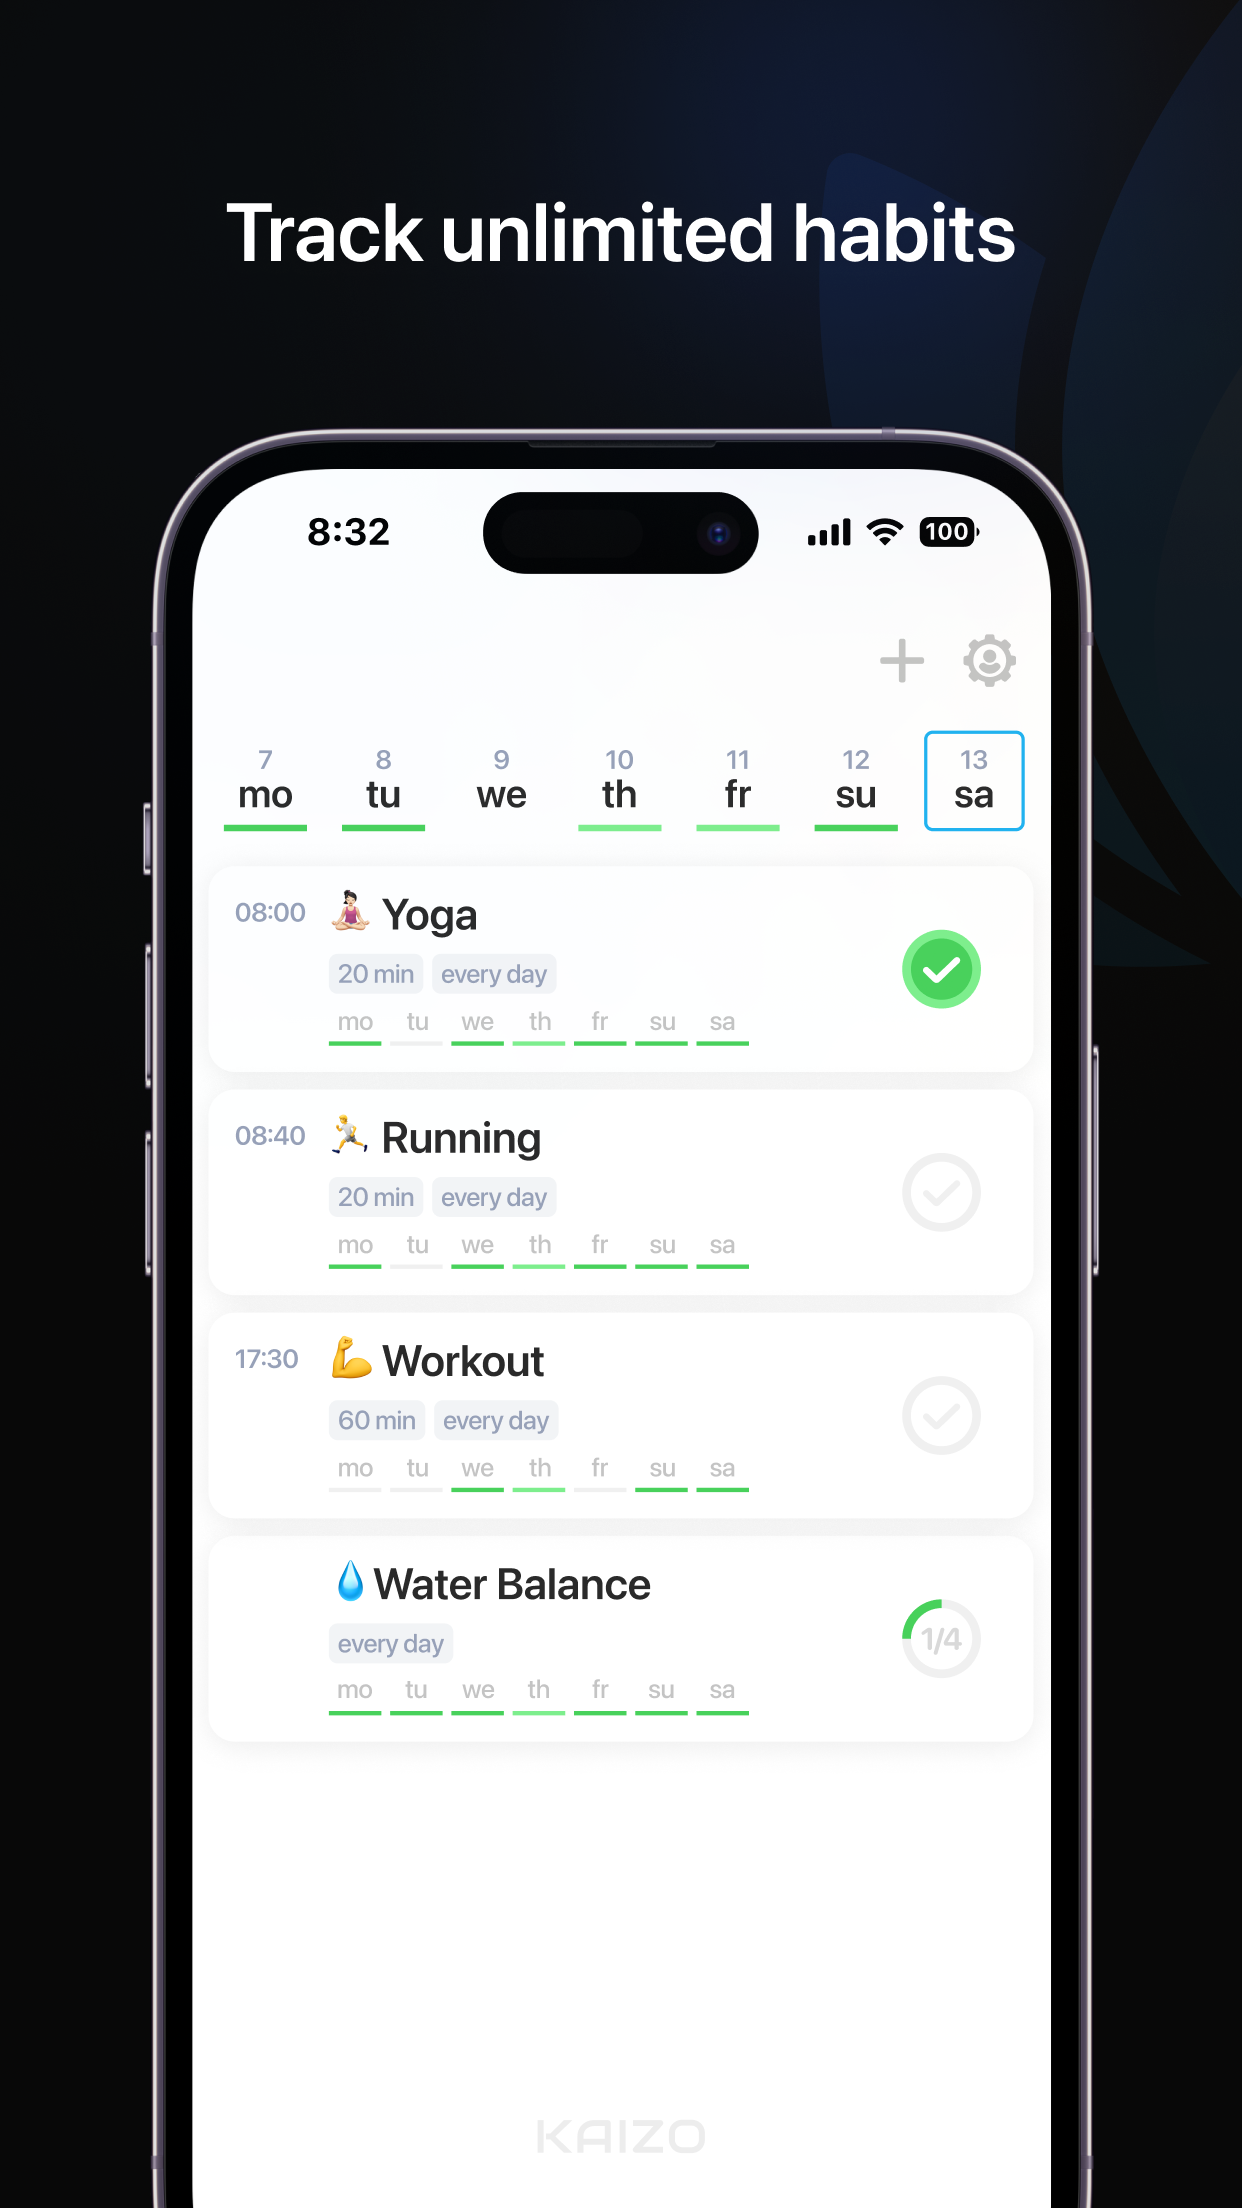 Track unlimited habits
8:32
100
7 8 9 10 11 12 13
mo tu we th fr su sa
08:00 Yoga
20 min every day
mo tu we th fr su sa
08:40 Running
20 min every day
mo tu we th fr su sa
17:30 Workout
60 min every day
mo tu we th fr su sa
Water Balance
1/4
every day
mo tu we th fr su sa
KAIZO